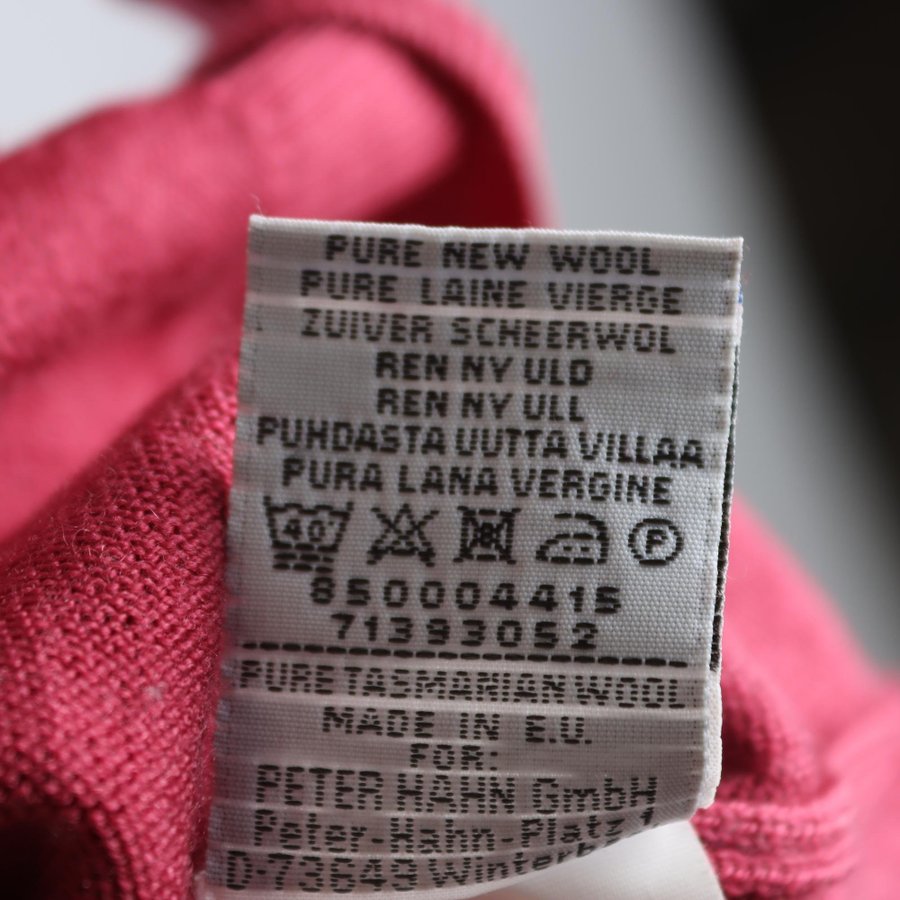 PURE NEW WOOL
PURE LAINE VIERGE
ZUIVER SCHEERWOL
REN NY ULD
REN NY ULL
PUHDASTA UUTTA VILLAA
PURA LANA VERGINE
40 P
850004415
71393052
PURE TASMANIAN WOOL
MADE IN E.U.
FOR:
PETER HAHN GmbH
Peter-Hahn-Platz 1
D-73649